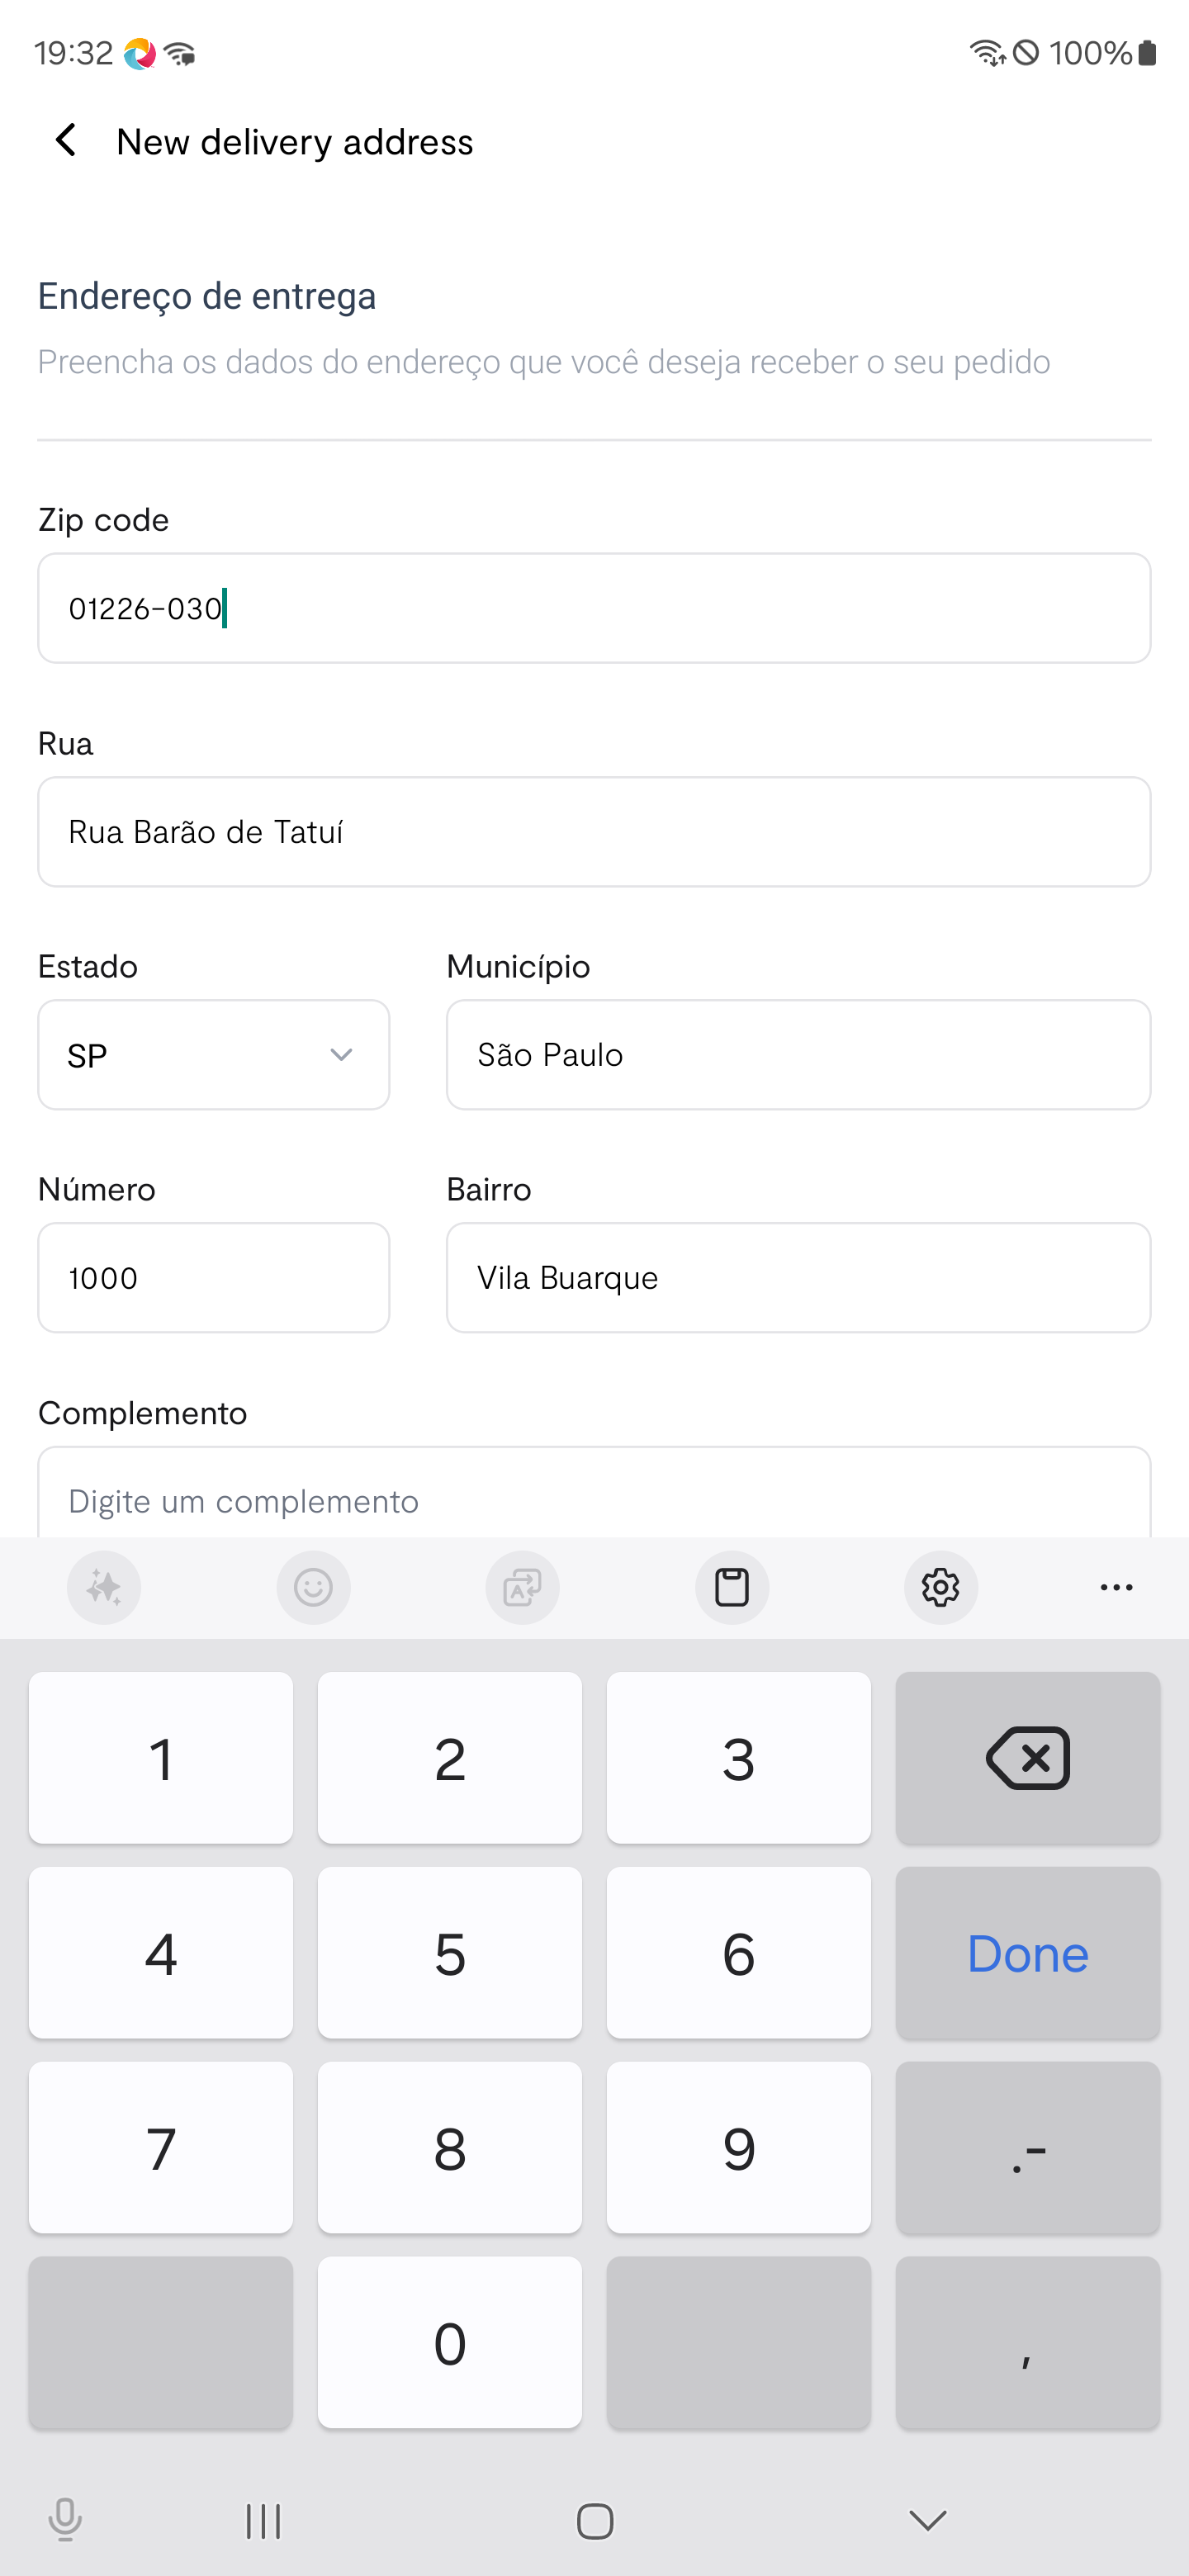 19:32 100%
New delivery address
Endereço de entrega
Preencha os dados do endereço que você deseja receber o seu pedido
Zip code
01226-030
Rua
Rua Barão de Tatuí
Estado Município
SP São Paulo
Número Bairro
1000 Vila Buarque
Complemento
Digite um complemento
1 2 3
4 5 6 Done
7 8 9 .-
0 ,